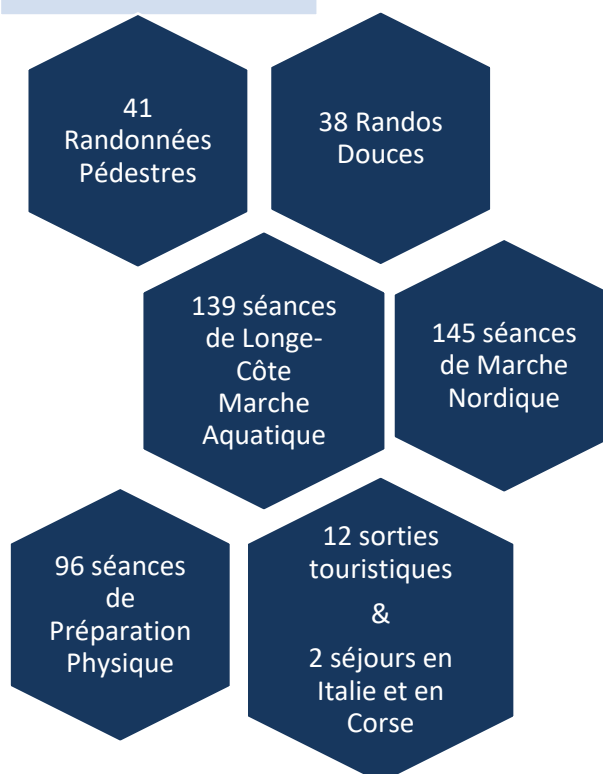 41
Randonnées
Pédestres
38 Randos
Douces
139 séances
de Longe-
Côte
Marche
Aquatique
145 séances
de Marche
Nordique
96 séances
de
Préparation
Physique
12 sorties
touristiques
&
2 séjours en
Italie et en
Corse